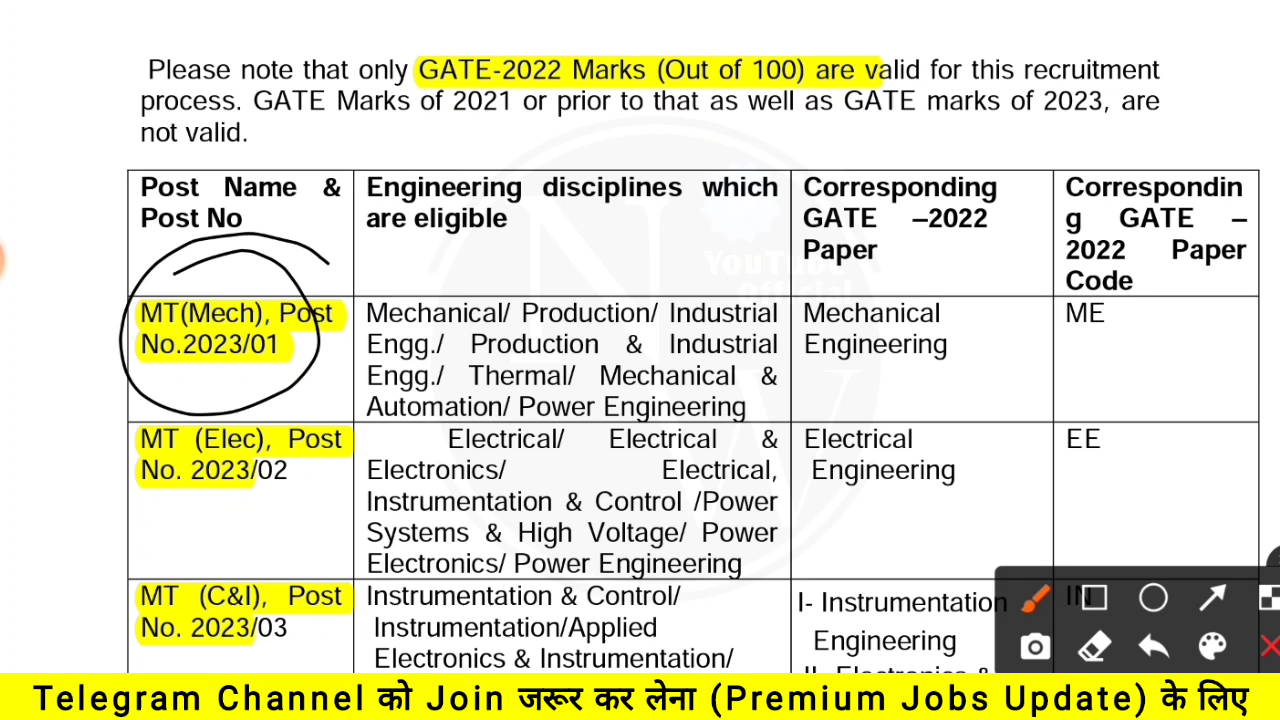 Please note that only GATE-2022 Marks (Out of 100) are valid for this recruitment
process. GATE Marks of 2021 or prior to that as well as GATE marks of 2023, are
not valid.
Post Name &
Post No
Engineering disciplines which
are eligible
Corresponding
GATE –2022
Paper
Correspondin
g GATE –
2022 Paper
Code
MT(Mech), Post
No.2023/01
Mechanical/ Production/ Industrial
Engg./ Production & Industrial
Engg./ Thermal/ Mechanical &
Automation/ Power Engineering
Mechanical
Engineering
ME
MT (Elec), Post
No. 2023/02
Electrical/ Electrical &
Electronics/ Electrical,
Instrumentation & Control /Power
Systems & High Voltage/ Power
Electronics/ Power Engineering
Electrical
Engineering
EE
MT (C&I), Post
No. 2023/03
Instrumentation & Control/
Instrumentation/Applied
Electronics & Instrumentation/
I- Instrumentation
Engineering
IN
YouTube
Official
Telegram Channel को Join जरूर कर लेना (Premium Jobs Update) के लिए